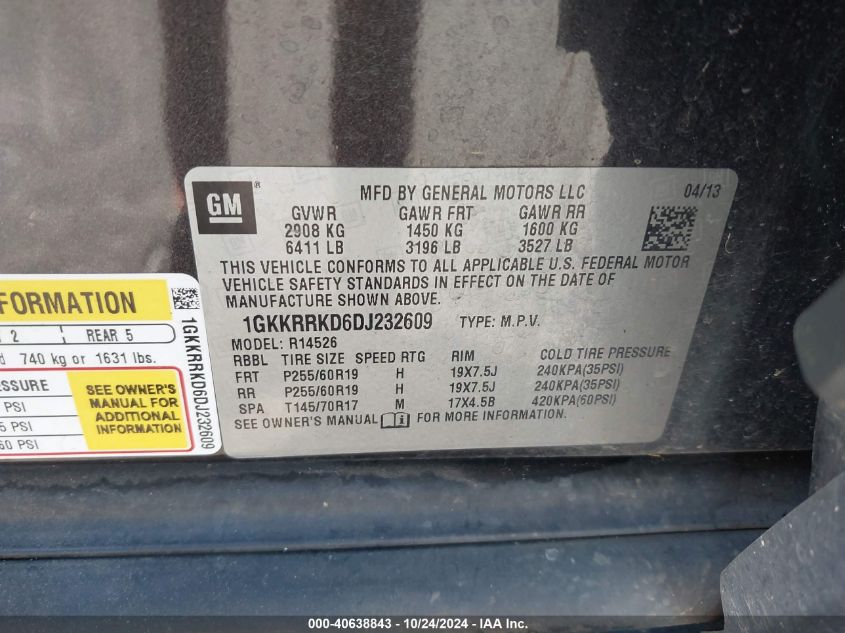 GM ®
MFD BY GENERAL MOTORS LLC
04/13
GVWR GAWR FRT GAWR RR
2908 KG 1450 KG 1600 KG
6411 LB 3196 LB 3527 LB
THIS VEHICLE CONFORMS TO ALL APPLICABLE U.S. FEDERAL MOTOR
VEHICLE SAFETY STANDARDS IN EFFECT ON THE DATE OF
MANUFACTURE SHOWN ABOVE.
1GKKRRKD6DJ232609 TYPE: M.P.V.
MODEL: R14526
RBBL TIRE SIZE SPEED RTG RIM COLD TIRE PRESSURE
FRT P255/60R19 H 19X7.5J 240KPA(35PSI)
RR P255/60R19 H 19X7.5J 240KPA(35PSI)
SPA T145/70R17 M 17X4.5B 420KPA(60PSI)
SEE OWNER'S MANUAL i FOR MORE INFORMATION.
FORMATION
2 REAR 5
740 kg or 1631 lbs.
SSURE
PSI
5 PSI
60 PSI
SEE OWNER'S
MANUAL FOR
ADDITIONAL
INFORMATION
1GKKRRKD6DJ232609
000-40638843 - 10/24/2024 - IAA Inc.